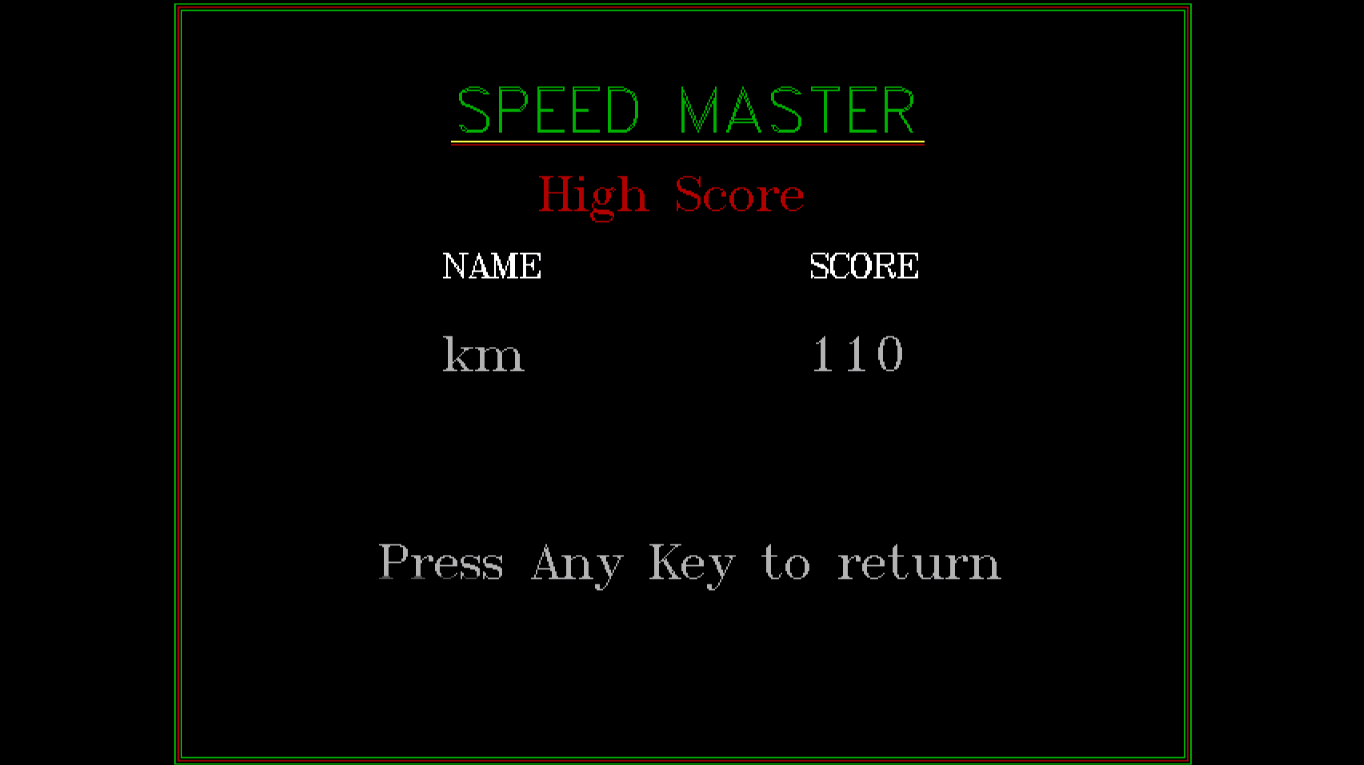 SPEED MASTER
High Score
NAME SCORE
km 110
Press Any Key to return